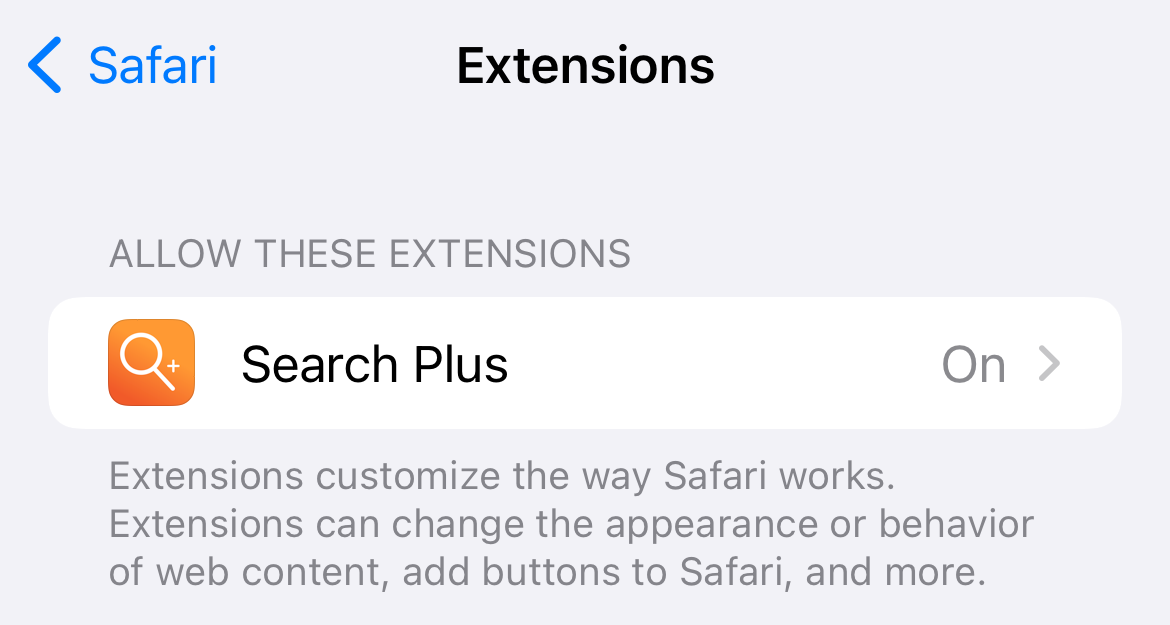 Safari
Extensions
ALLOW THESE EXTENSIONS
Search Plus
On
Extensions customize the way Safari works.
Extensions can change the appearance or behavior
of web content, add buttons to Safari, and more.